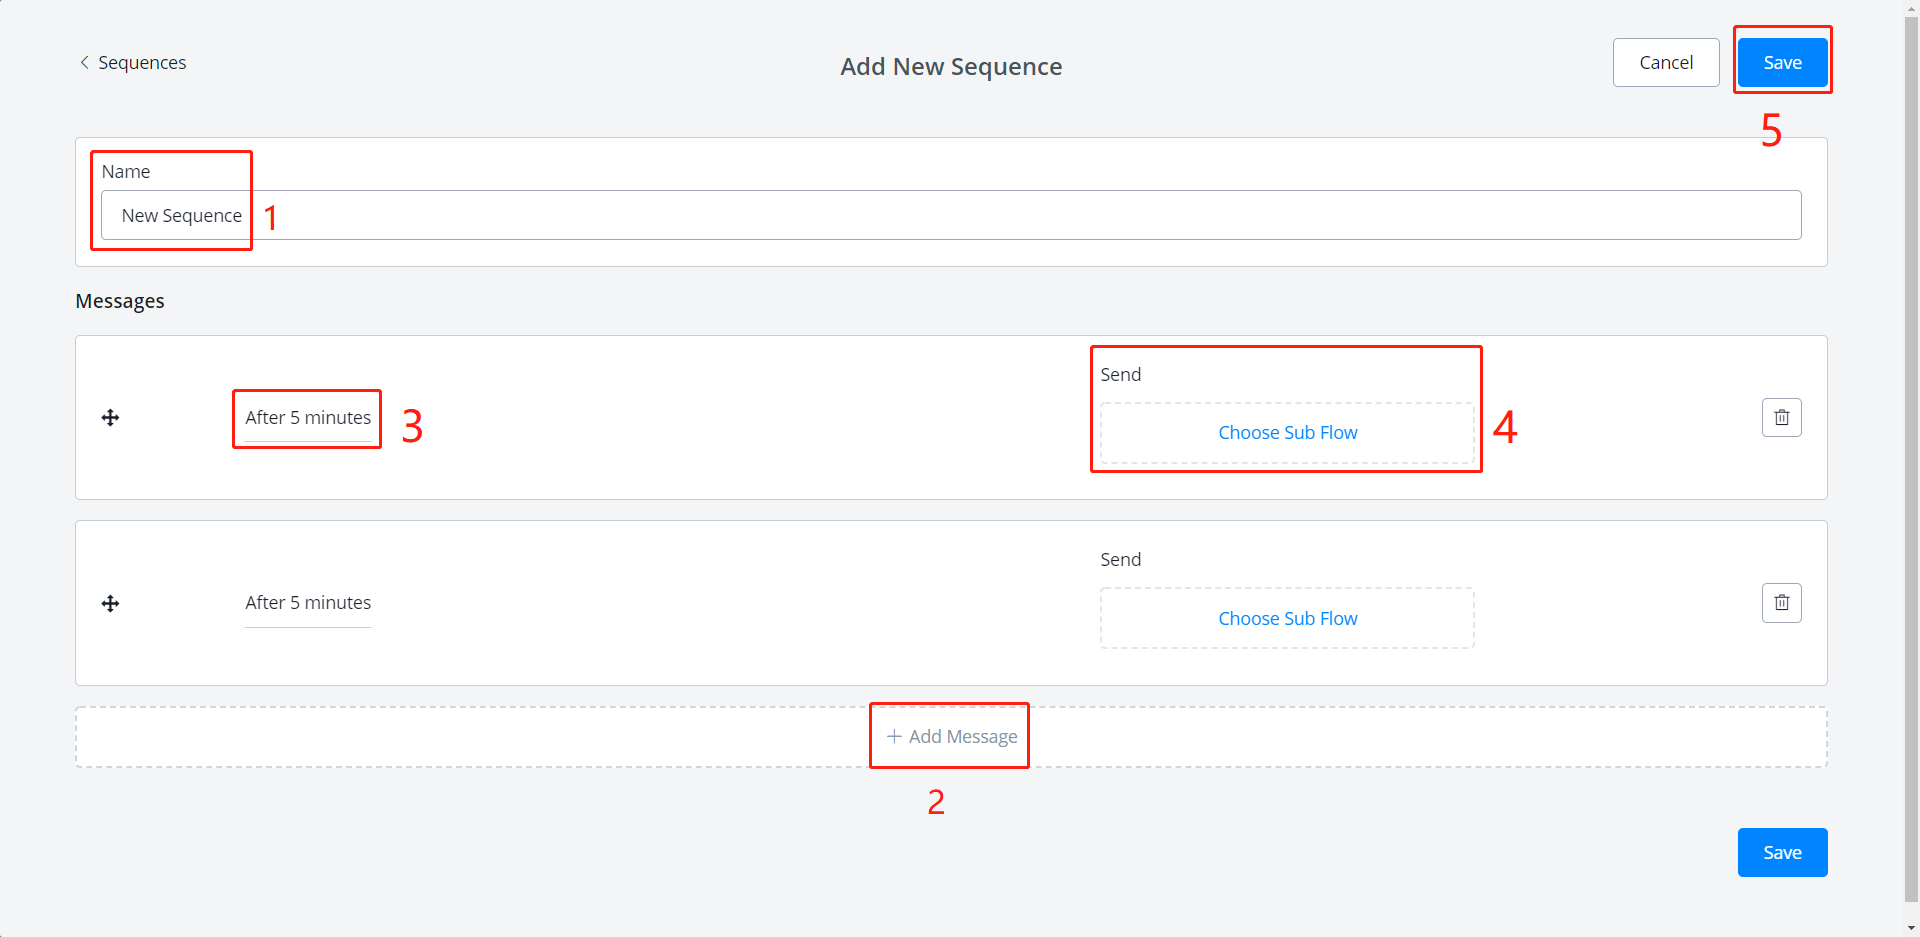 Sequences
Add New Sequence
Cancel
Save
5
Name
New Sequence
1
Messages
After 5 minutes
3
Send
Choose Sub Flow
4
After 5 minutes
Send
Choose Sub Flow
+ Add Message
2
Save